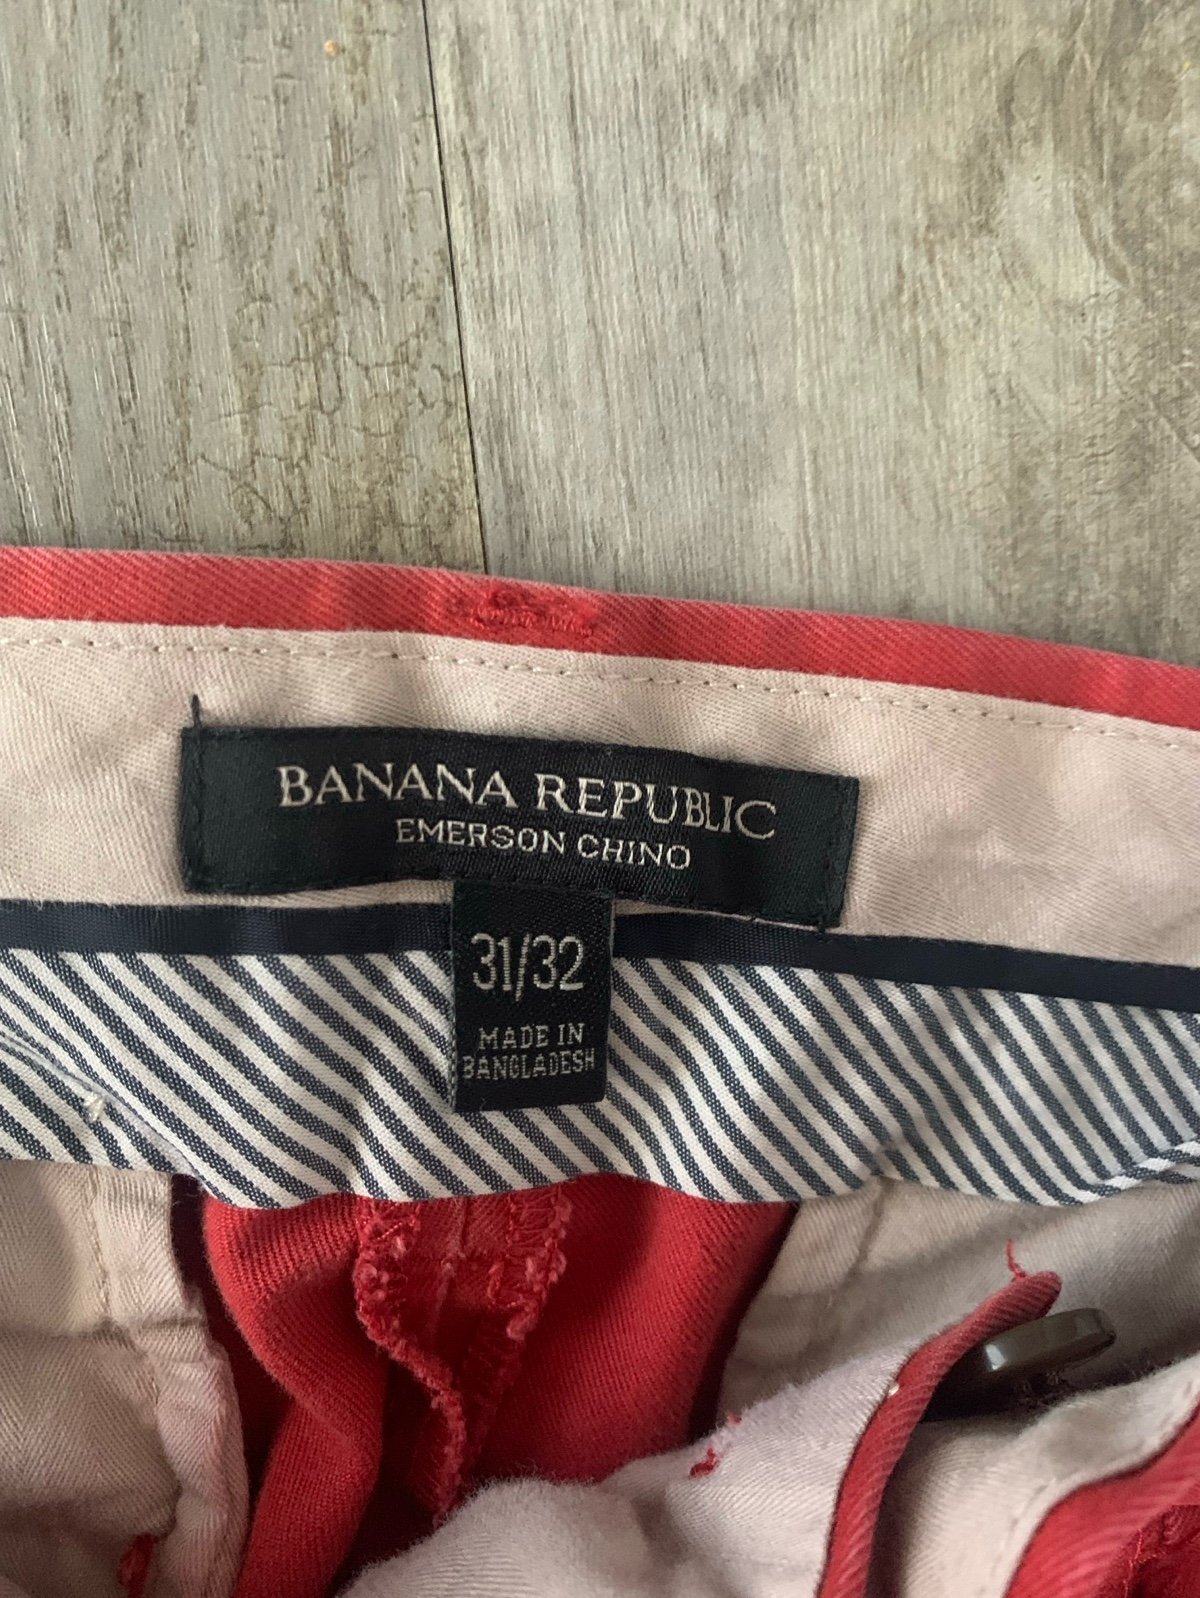 BANANA REPUBLIC
EMERSON CHINO
31/32
MADE IN
BANGLADESH